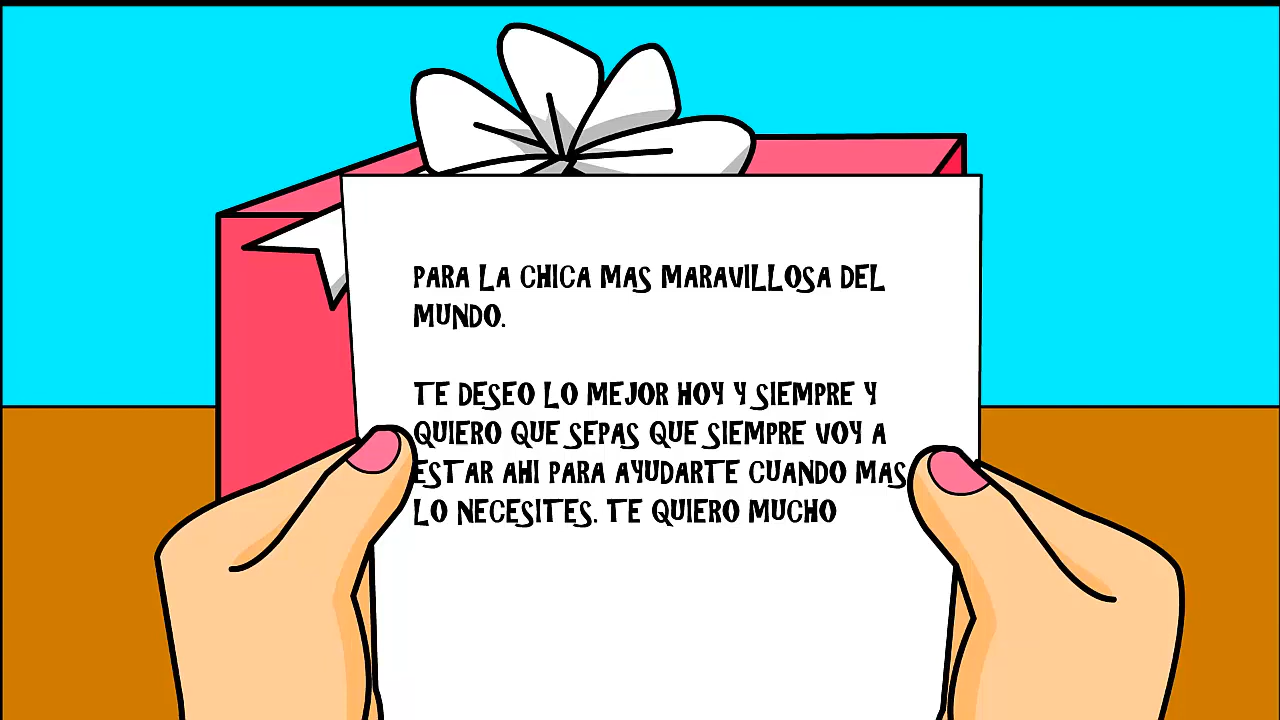 PARA LA CHICA MAS MARAVILLOSA DEL
MUNDO.
TE DESEO LO MEJOR HOY Y SIEMPRE Y
QUIERO QUE SEPAS QUE SIEMPRE VOY A
ESTAR AHI PARA AYUDARTE CUANDO MAS
LO NECESITES. TE QUIERO MUCHO